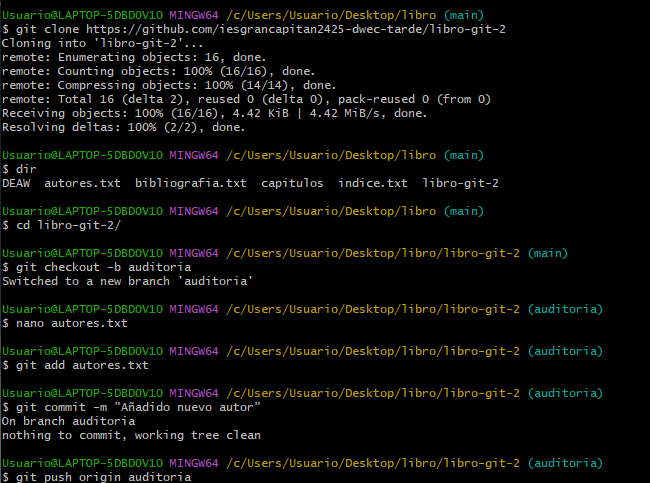 Usuario@LAPTOP-5DBDOV10 MINGW64 /c/Users/Usuario/Desktop/libro (main)
$ git clone https://github.com/iesgrancapitan2425-dwec-tarde/libro-git-2
Cloning into 'libro-git-2'...
remote: Enumerating objects: 16, done.
remote: Counting objects: 100% (16/16), done.
remote: Compressing objects: 100% (14/14), done.
remote: Total 16 (delta 2), reused 0 (delta 0), pack-reused 0 (from 0)
Receiving objects: 100% (16/16), 4.42 KiB | 4.42 MiB/s, done.
Resolving deltas: 100% (2/2), done.
Usuario@LAPTOP-5DBDOV10 MINGW64 /c/Users/Usuario/Desktop/libro (main)
$ dir
DEAW  autores.txt  bibliografia.txt  capitulos  indice.txt  libro-git-2
Usuario@LAPTOP-5DBDOV10 MINGW64 /c/Users/Usuario/Desktop/libro (main)
$ cd libro-git-2/
Usuario@LAPTOP-5DBDOV10 MINGW64 /c/Users/Usuario/Desktop/libro/libro-git-2 (main)
$ git checkout -b auditoria
Switched to a new branch 'auditoria'
Usuario@LAPTOP-5DBDOV10 MINGW64 /c/Users/Usuario/Desktop/libro/libro-git-2 (auditoria)
$ nano autores.txt
Usuario@LAPTOP-5DBDOV10 MINGW64 /c/Users/Usuario/Desktop/libro/libro-git-2 (auditoria)
$ git add autores.txt
Usuario@LAPTOP-5DBDOV10 MINGW64 /c/Users/Usuario/Desktop/libro/libro-git-2 (auditoria)
$ git commit -m "Añadido nuevo autor"
On branch auditoria
nothing to commit, working tree clean
Usuario@LAPTOP-5DBDOV10 MINGW64 /c/Users/Usuario/Desktop/libro/libro-git-2 (auditoria)
$ git push origin auditoria